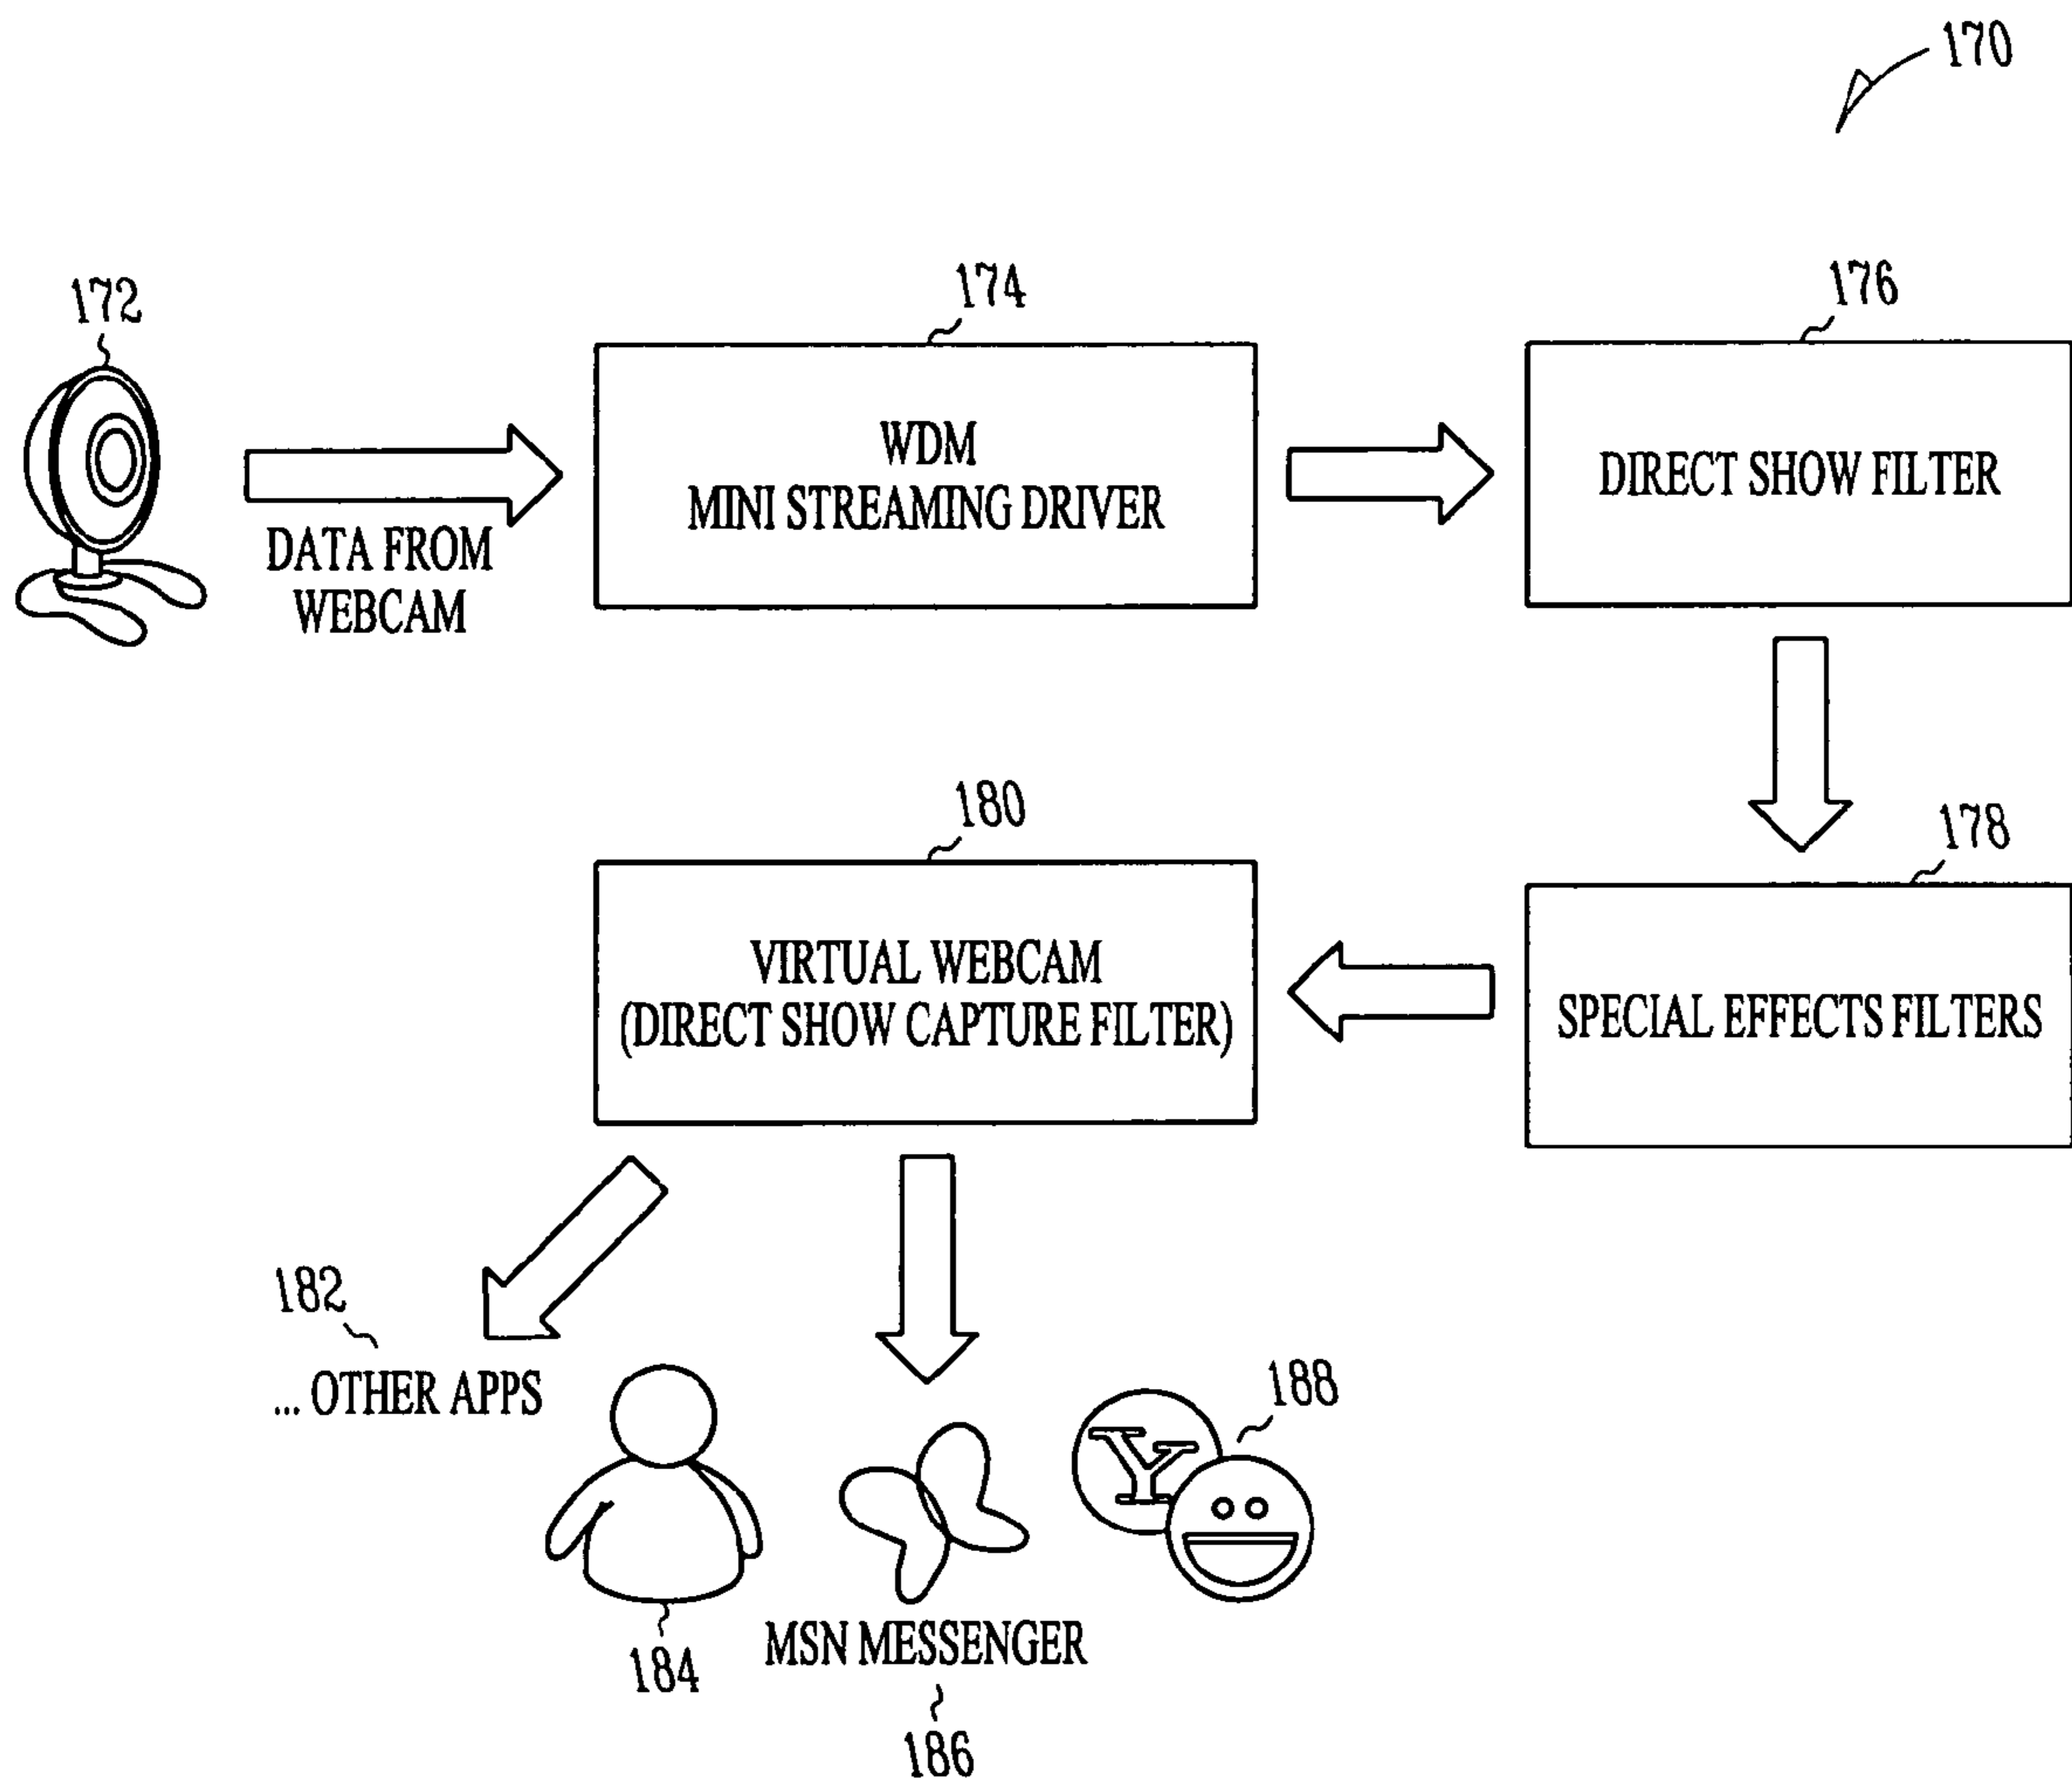 170
172
174
176
WDM
MINI STREAMING DRIVER
DIRECT SHOW FILTER
DATA FROM
WEBCAM
180
178
VIRTUAL WEBCAM
(DIRECT SHOW CAPTURE FILTER)
SPECIAL EFFECTS FILTERS
182
... OTHER APPS
188
Y
184
MSN MESSENGER
186